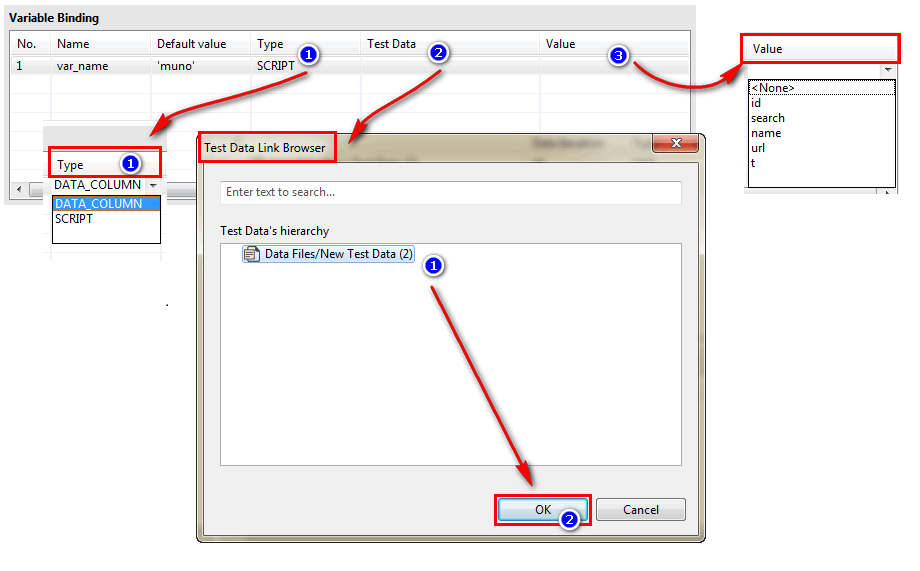 Variable Binding
No. Name Default value Type Test Data Value
1 var_name 'muno' SCRIPT
1
2
3
Type 1
DATA_COLUMN
DATA_COLUMN
SCRIPT
Value
<None>
id
search
name
url
t
Test Data Link Browser
Enter text to search...
Test Data's hierarchy
Data Files/New Test Data (2)
1
OK 2 Cancel